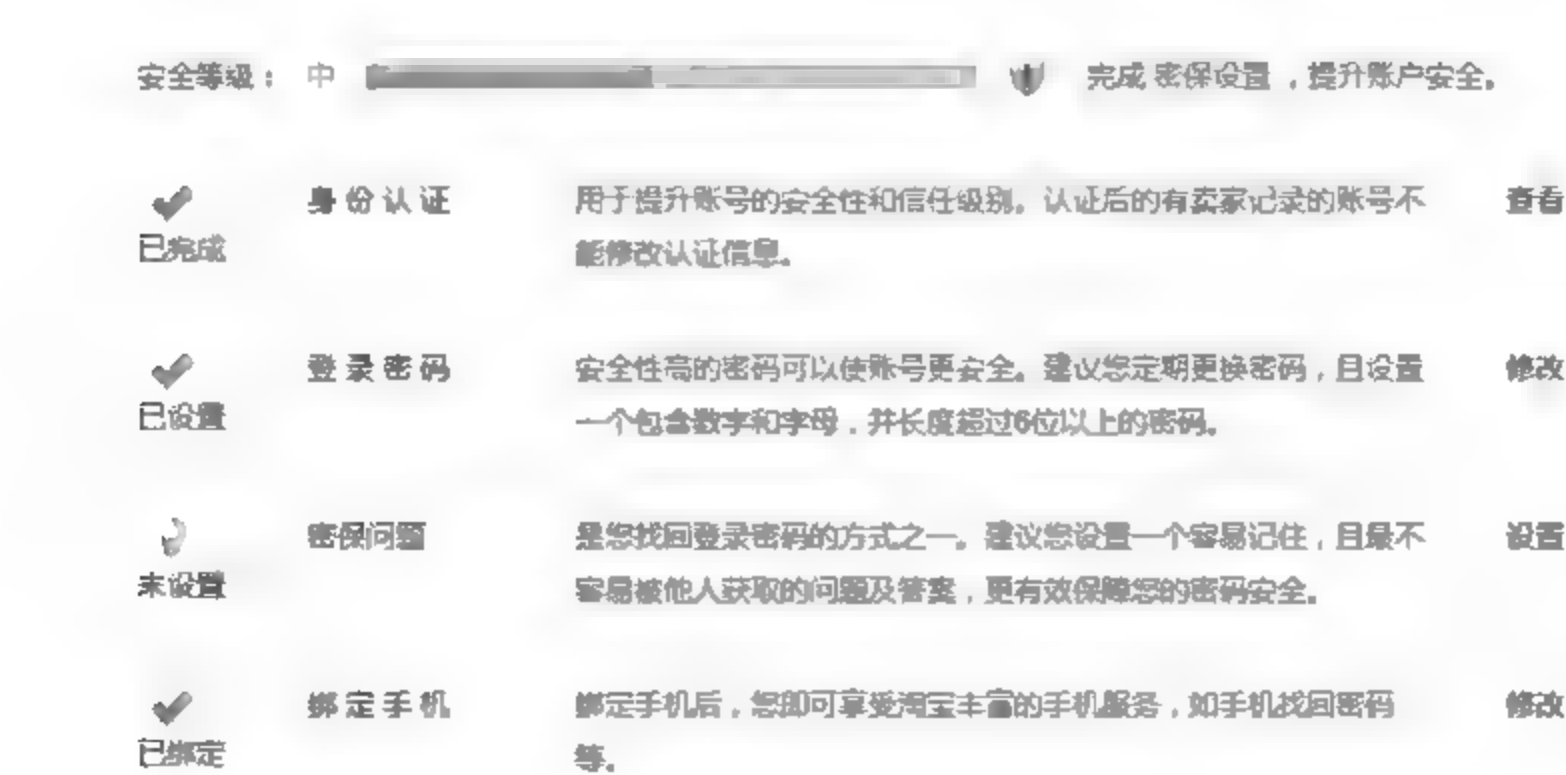 安全等级： 中 完成 密保设置 ，提升账户安全。
身份认证 用于提升账号的安全性和信任级别。认证后的有卖家记录的账号不 查看
已完成 能修改认证信息。
登录密码 安全性高的密码可以使账号更安全。建议您定期更换密码，且设置 修改
已设置 一个包含数字和字母，并长度超过6位以上的密码。
密保问题 是您找回登录密码的方式之一。建议您设置一个容易记住，且最不 设置
未设置 容易被他人获取的问题及答案，更有效保障您的密码安全。
绑定手机 绑定手机后，您即可享受淘宝丰富的手机服务，如手机找回密码 修改
已绑定 等。